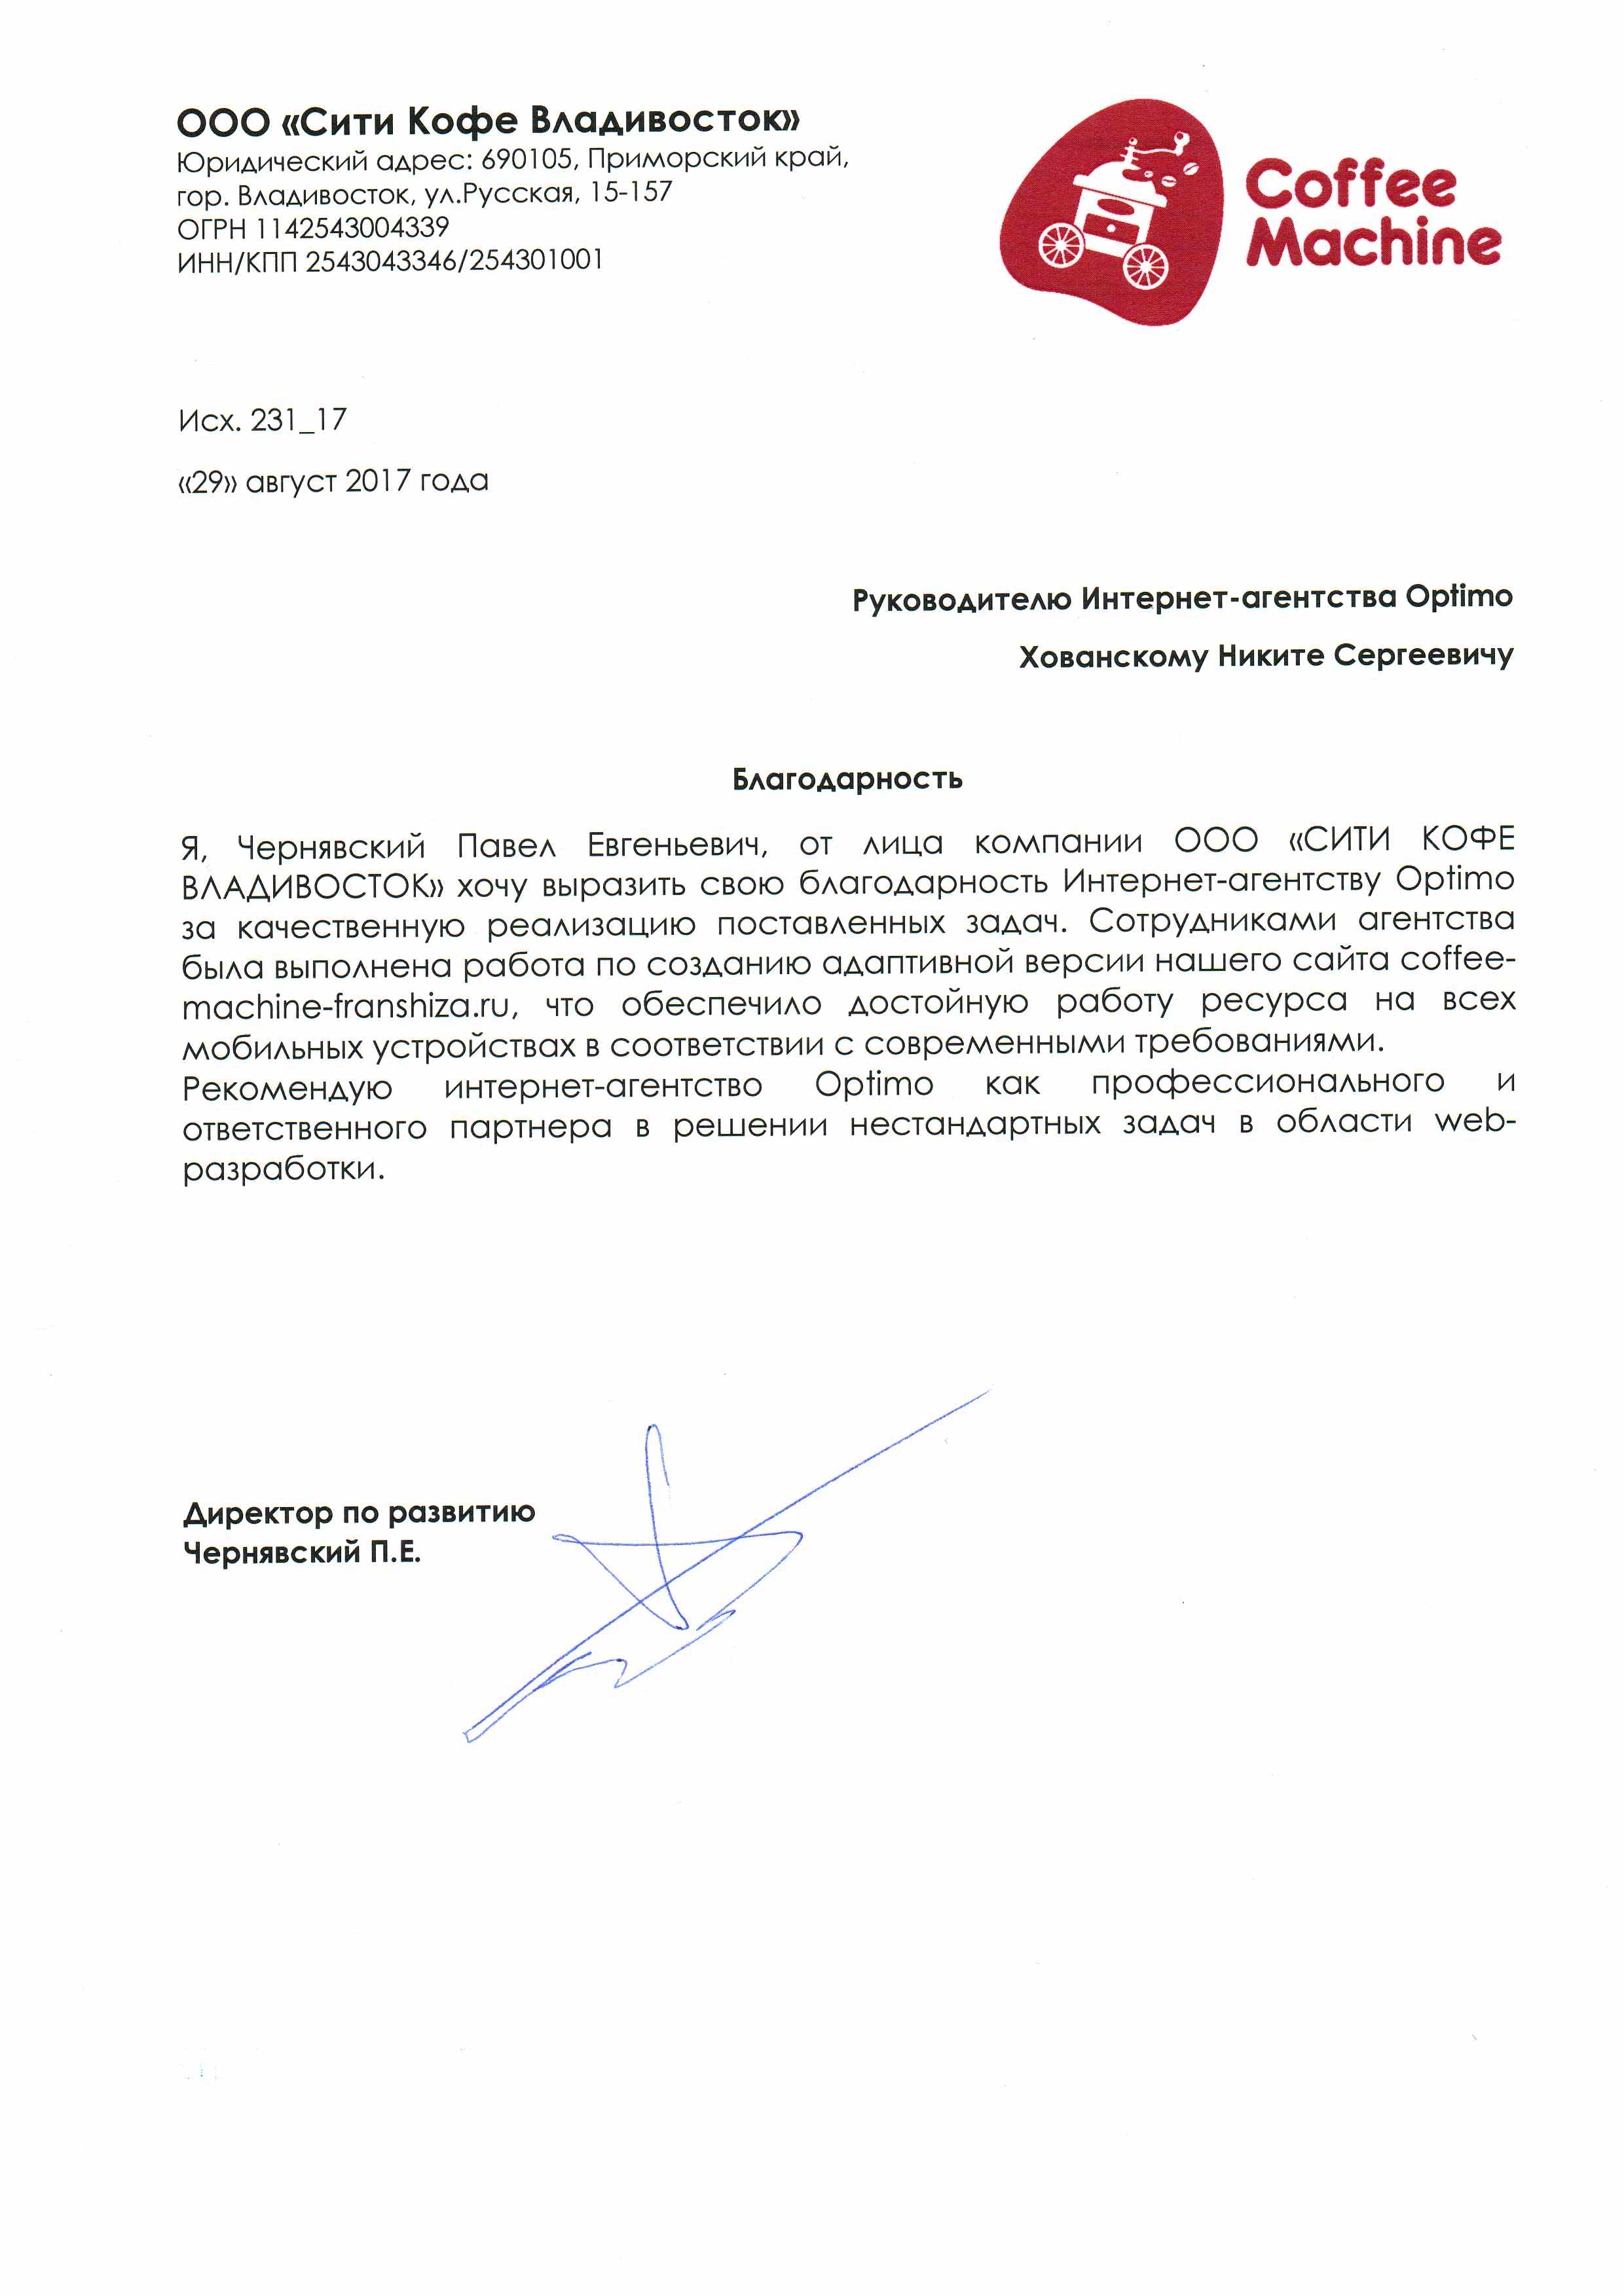 ООО «Сити Кофе Владивосток»
Юридический адрес: 690105, Приморский край,
гор. Владивосток, ул.Русская, 15-157
ОГРН 1142543004339
ИНН/КПП 2543043346/254301001
Coffee
Machine
Исх. 231_17
«29» август 2017 года
Руководителю Интернет-агентства Optimo
Хованскому Никите Сергеевичу
Благодарность
Я, Чернявский Павел Евгеньевич, от лица компании ООО «СИТИ КОФЕ
ВЛАДИВОСТОК» хочу выразить свою благодарность Интернет-агентству Optimo
за качественную реализацию поставленных задач. Сотрудниками агентства
была выполнена работа по созданию адаптивной версии нашего сайта coffee-
machine-franshiza.ru, что обеспечило достойную работу ресурса на всех
мобильных устройствах в соответствии с современными требованиями.
Рекомендую интернет-агентство Optimo как профессионального и
ответственного партнера в решении нестандартных задач в области web-
разработки.
Директор по развитию
Чернявский П.Е.